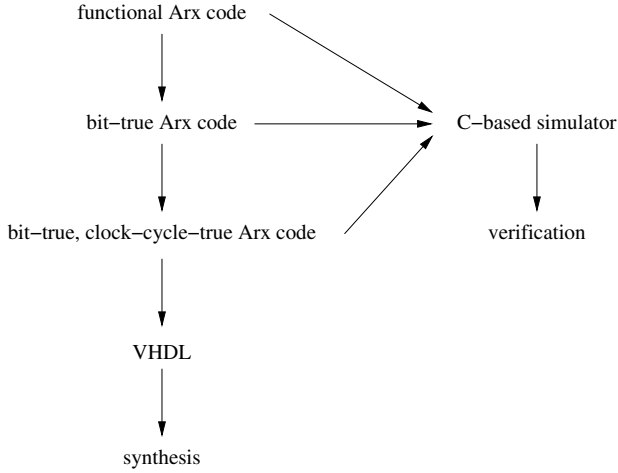 functional Arx code
bit−true Arx code
C−based simulator
bit−true, clock−cycle−true Arx code
verification
VHDL
synthesis